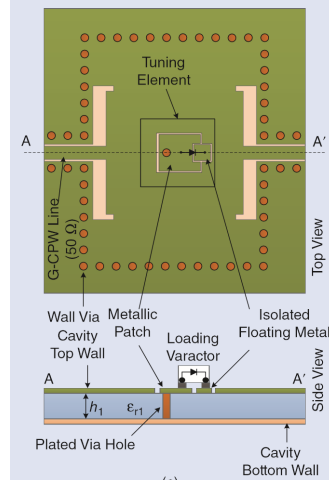 Tuning
Element
A
A′
G-CPW Line
(50 Ω)
Top View
Wall Via
Metallic
Patch
Isolated
Floating Metal
Cavity
Top Wall
Loading
Varactor
A
A′
h1
εr1
Side View
Plated Via Hole
Cavity
Bottom Wall